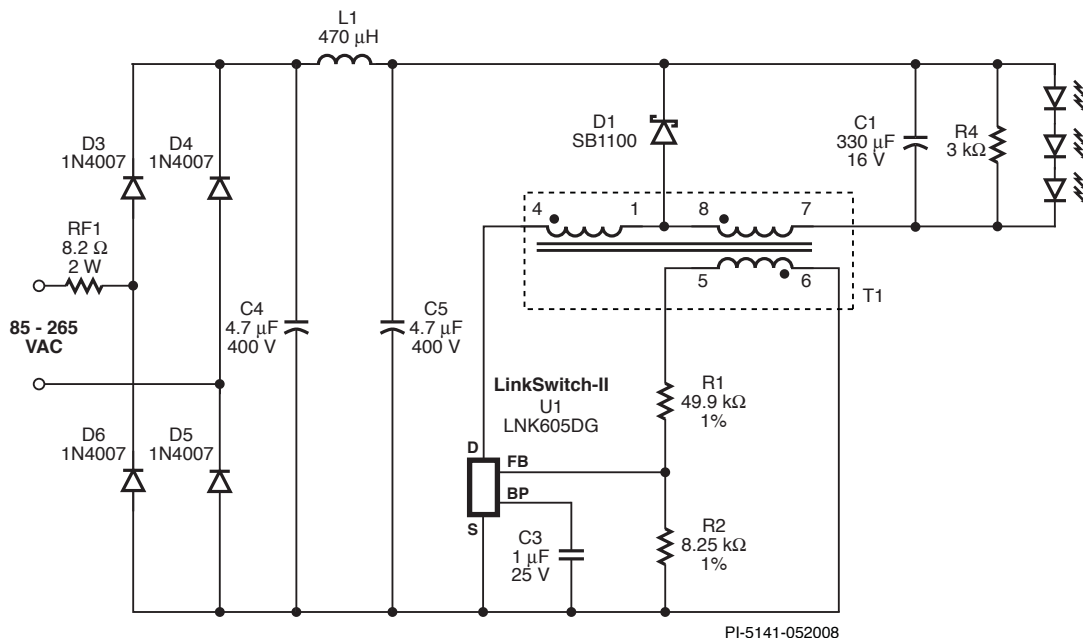 L1
470 µH
D3
1N4007
D4
1N4007
D1
SB1100
C1
330 µF
16 V
R4
3 kΩ
4
1
8
7
RF1
8.2 Ω
2 W
5
6
T1
85 - 265
VAC
C4
4.7 µF
400 V
C5
4.7 µF
400 V
LinkSwitch-II
U1
LNK605DG
R1
49.9 kΩ
1%
D6
1N4007
D5
1N4007
D
FB
BP
S
C3
1 µF
25 V
R2
8.25 kΩ
1%
PI-5141-052008